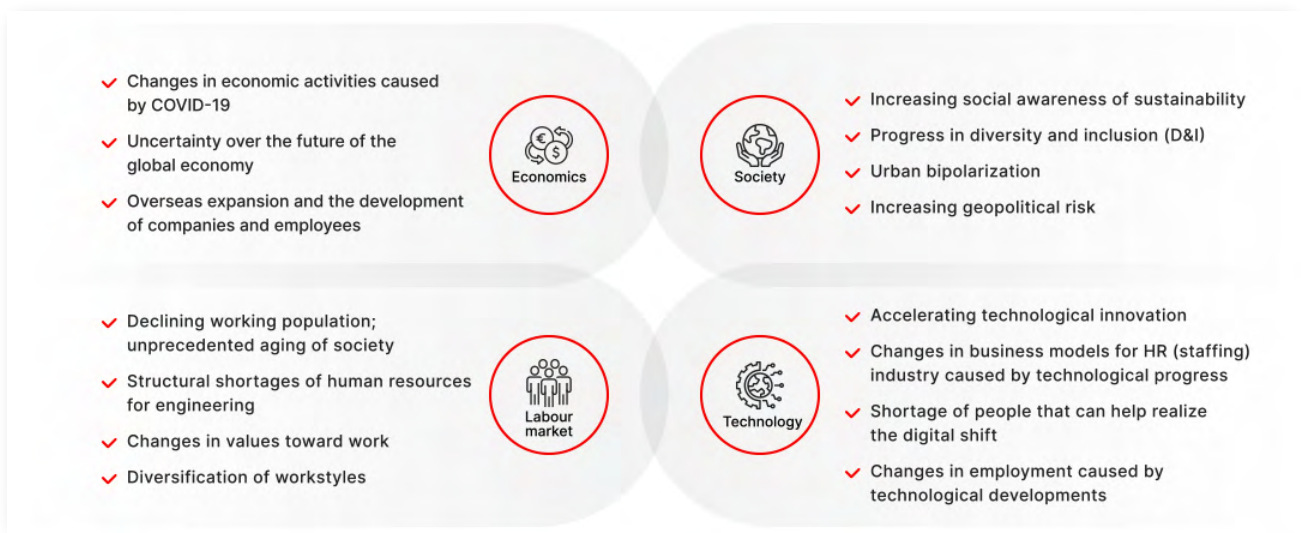 Changes in economic activities caused
by COVID-19
Uncertainty over the future of the
global economy
Overseas expansion and the development
of companies and employees
€
$
Economics
Society
Increasing social awareness of sustainability
Progress in diversity and inclusion (D&I)
Urban bipolarization
Increasing geopolitical risk
Declining working population;
unprecedented aging of society
Structural shortages of human resources
for engineering
Changes in values toward work
Diversification of workstyles
Labour
market
Technology
Accelerating technological innovation
Changes in business models for HR (staffing)
industry caused by technological progress
Shortage of people that can help realize
the digital shift
Changes in employment caused by
technological developments